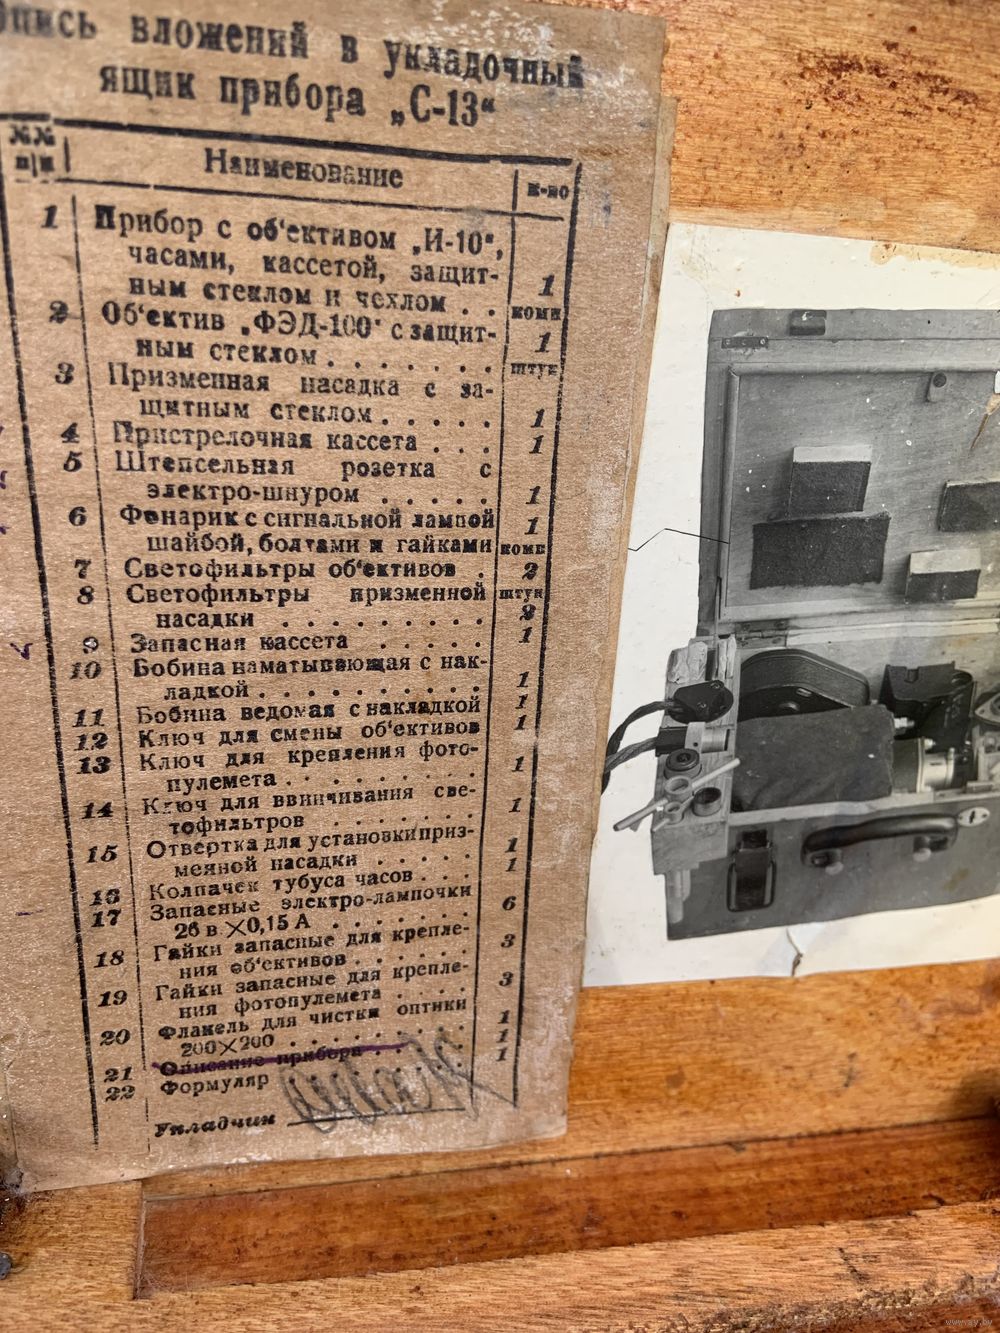 опись вложений в укладочный
ящик прибора „С-13“
№№ п/п Наименование к-во
1 Прибор с об‘ективом „И-10“,
часами, кассетой, защит-
ным стеклом и чехлом . . 1 комп
2 Об‘ектив „ФЭД-100“ с защит-
ным стеклом . . . . . . . 1 штук
3 Призменная насадка с за-
щитным стеклом . . . . . 1
4 Пристрелочная кассета . . . 1
5 Штепсельная розетка с
электро-шнуром . . . . . 1
6 Фонарик с сигнальной лампой
шайбой, болтами и гайками 1 комп
7 Светофильтры об‘ективов . 2
8 Светофильтры призменной штук
насадки . . . . . . . . . 2
9 Запасная кассета . . . . . 1
10 Бобина наматывающая с нак-
ладкой . . . . . . . . . . 1
11 Бобина ведомая с накладкой 1
12 Ключ для смены об‘ективов 1
13 Ключ для крепления фото-
пулемета . . . . . . . . 1
14 Ключ для ввинчивания све-
тофильтров . . . . . . . 1
15 Отвертка для установки приз-
меяной насадки . . . . . 1
16 Колпачек тубуса часов . . . 1
17 Запасные электро-лампочки
26 в ×0,15 А . . . . . . 6
18 Гайки запасные для крепле-
ния об‘ективов . . . . . . 3
19 Гайки запасные для крепле-
ния фотопулемета . . . . 3
20 Фланель для чистки оптики
200×200 . . . . . . . . 1
21 Описание прибора . . . . 1
22 Формуляр 1
Укладчик
www.ay.by